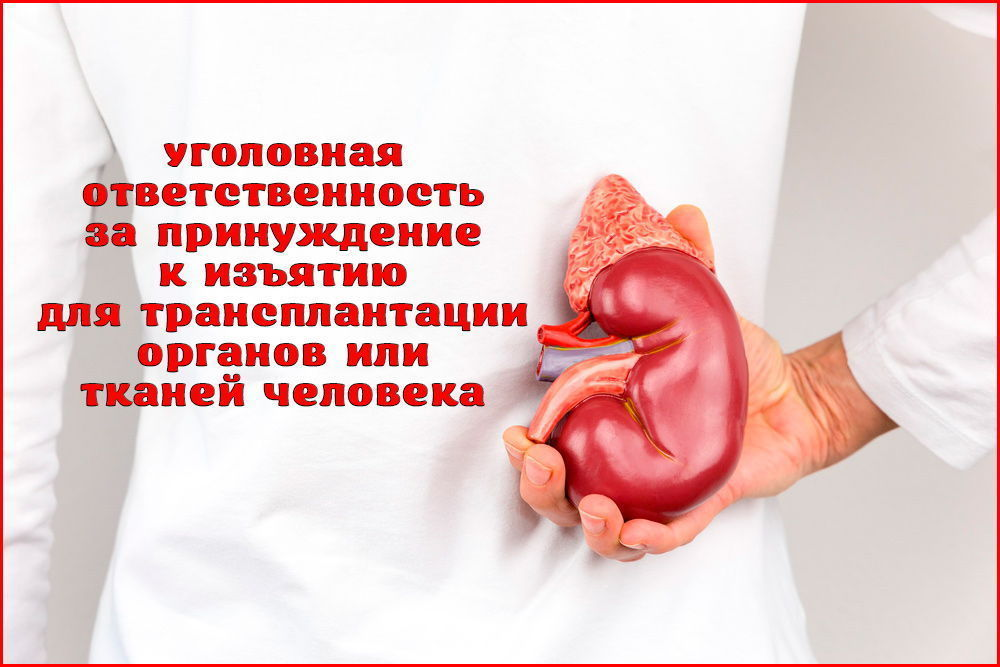 уголовная
ответственность
за принуждение
к изъятию
для трансплантации
органов или
тканей человека